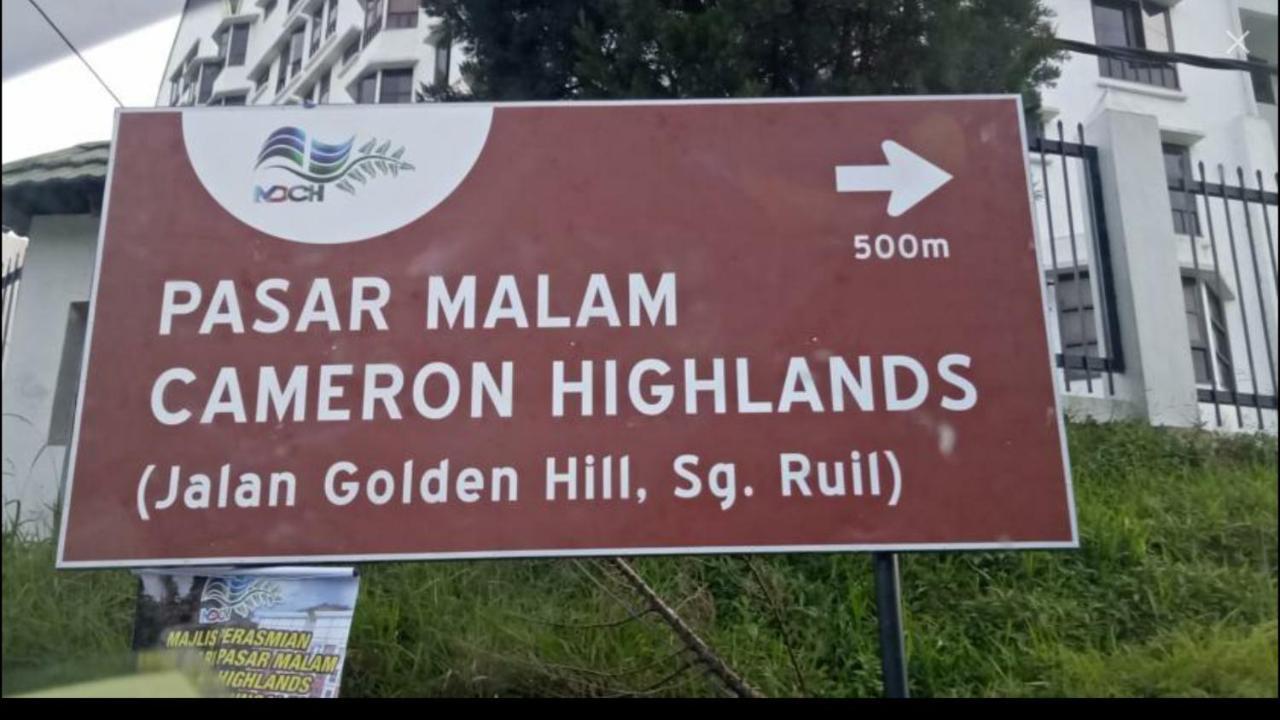 MDCH
500m
PASAR MALAM
CAMERON HIGHLANDS
(Jalan Golden Hill, Sg. Ruil)
MAJLIS PERASMIAN
PASAR MALAM
HIGHLANDS